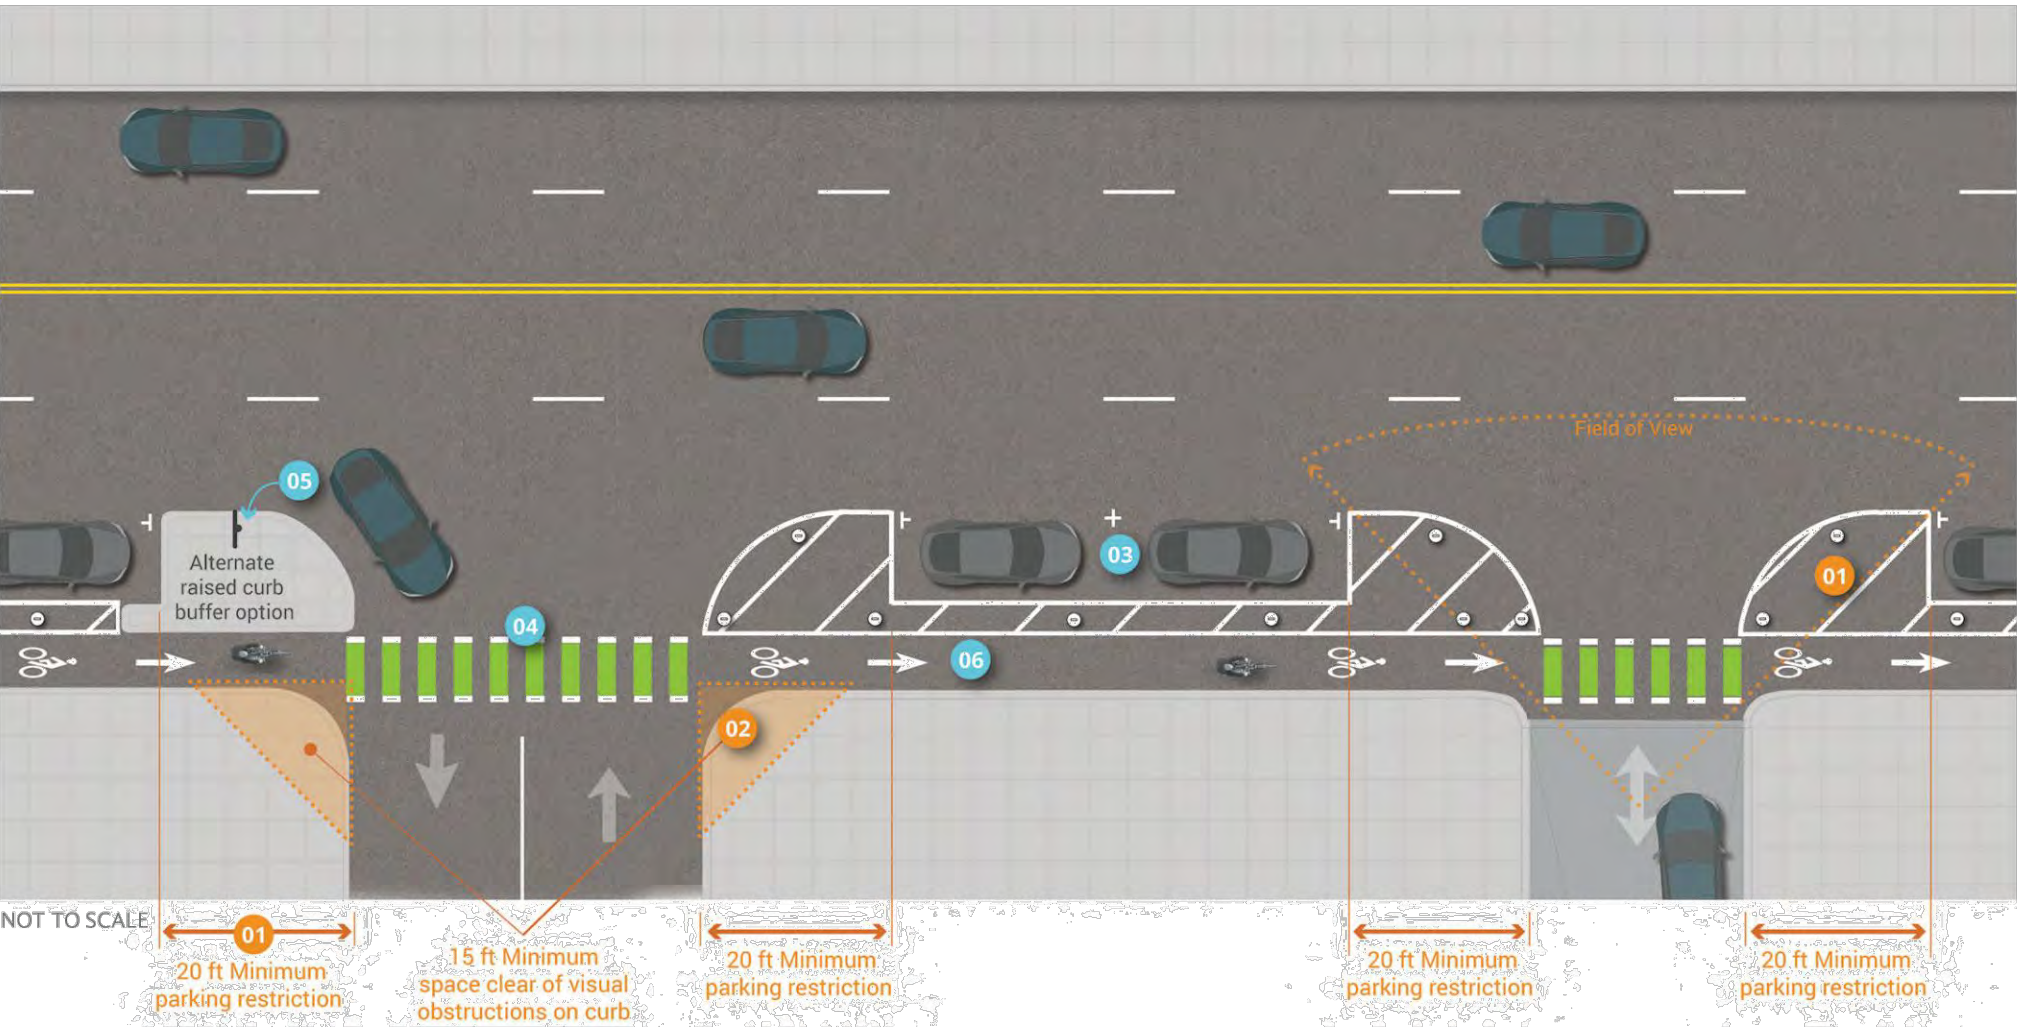 Field of View
05
Alternate
raised curb
buffer option
03
01
04
06
02
NOT TO SCALE
01
20 ft Minimum
parking restriction
15 ft Minimum
space clear of visual
obstructions on curb
20 ft Minimum
parking restriction
20 ft Minimum
parking restriction
20 ft Minimum
parking restriction